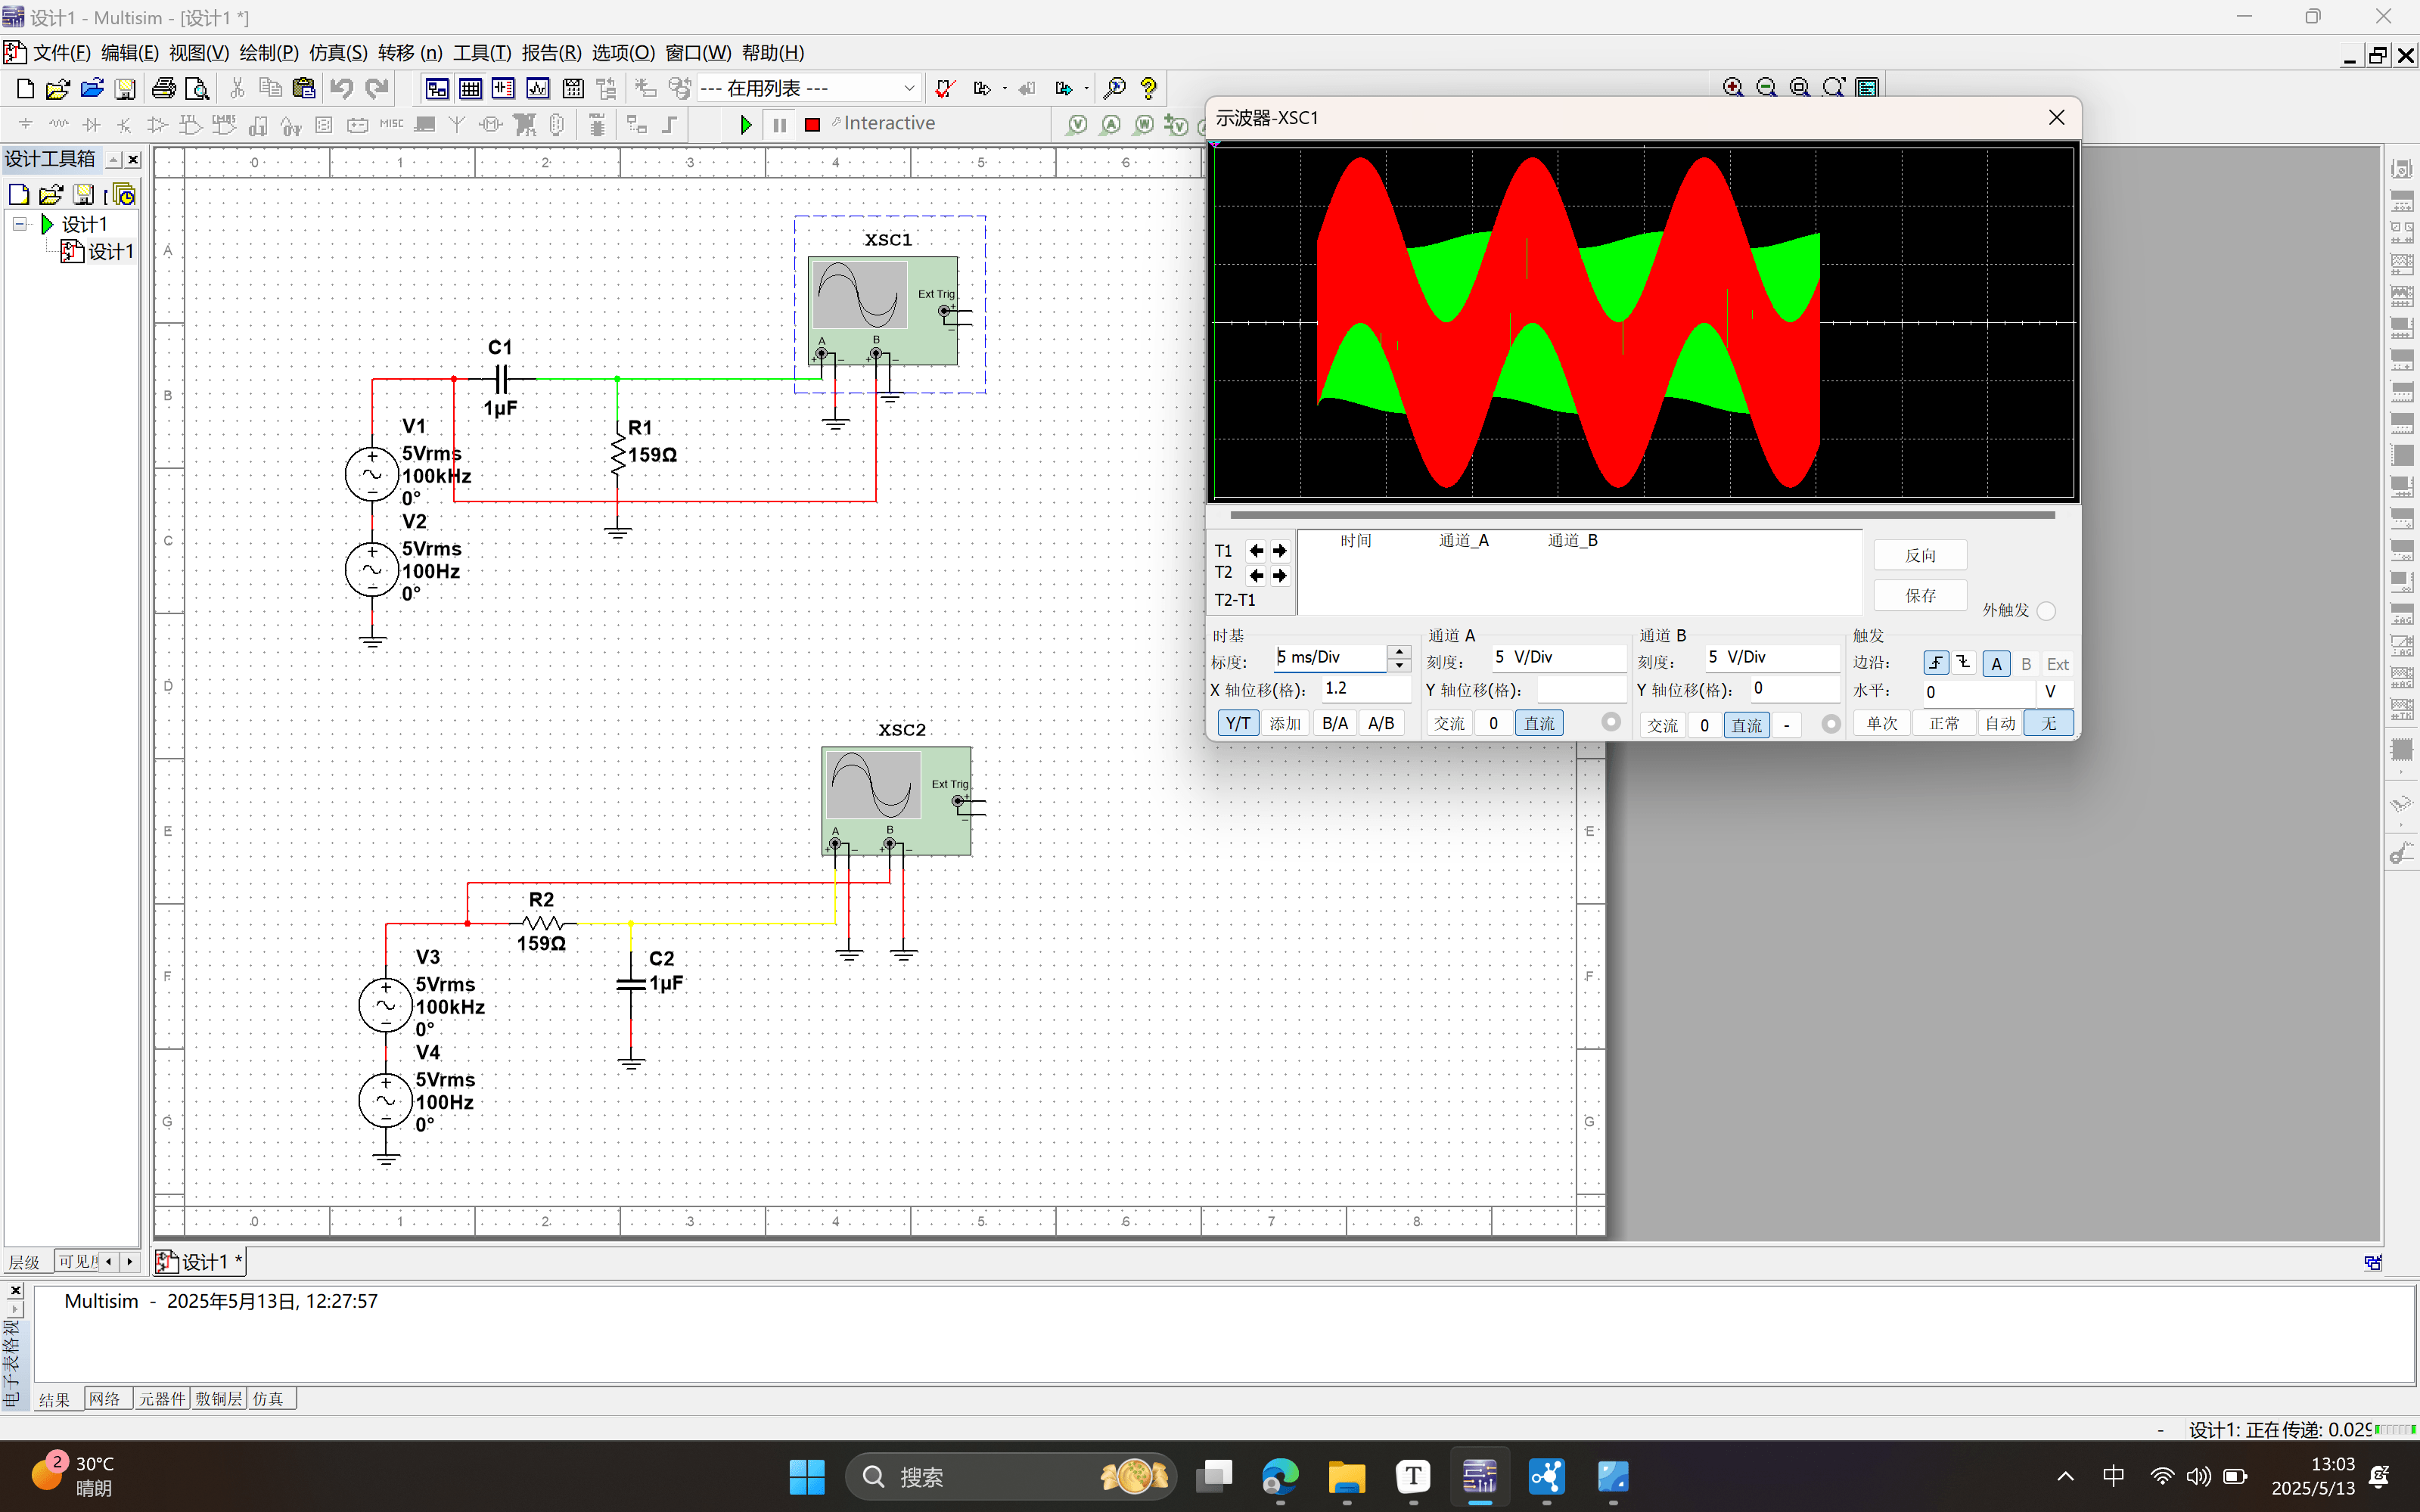 设计1 - Multisim - [设计1 *]
文件(F) 编辑(E) 视图(V) 绘制(P) 仿真(S) 转移 (n) 工具(T) 报告(R) 选项(O) 窗口(W) 帮助(H)
--- 在用列表 ---
MISC
Interactive
设计工具箱
设计1
设计1
0 1 2 3 4 5 6
A
B
C
D
E
F
G
XSC1
Ext Trig
A B
C1
1μF
R1
159Ω
V1
5Vrms
100kHz
0°
V2
5Vrms
100Hz
0°
XSC2
Ext Trig
A B
R2
159Ω
C2
1μF
V3
5Vrms
100kHz
0°
V4
5Vrms
100Hz
0°
E
F
G
0 1 2 3 4 5 6 7 8
示波器-XSC1
时间 通道_A 通道_B
T1
T2
T2-T1
反向
保存
外触发
时基
标度: 5 ms/Div
X 轴位移(格): 1.2
Y/T 添加 B/A A/B
通道 A
刻度: 5 V/Div
Y 轴位移(格):
交流 0 直流
通道 B
刻度: 5 V/Div
Y 轴位移(格): 0
交流 0 直流 -
触发
边沿: A B Ext
水平: 0 V
单次 正常 自动 无
层级 可见
设计1 *
Multisim - 2025年5月13日, 12:27:57
电子表格视
结果 网络 元器件 敷铜层 仿真
- 设计1: 正在传递: 0.029
2
30°C
晴朗
搜索
中
13:03
2025/5/13